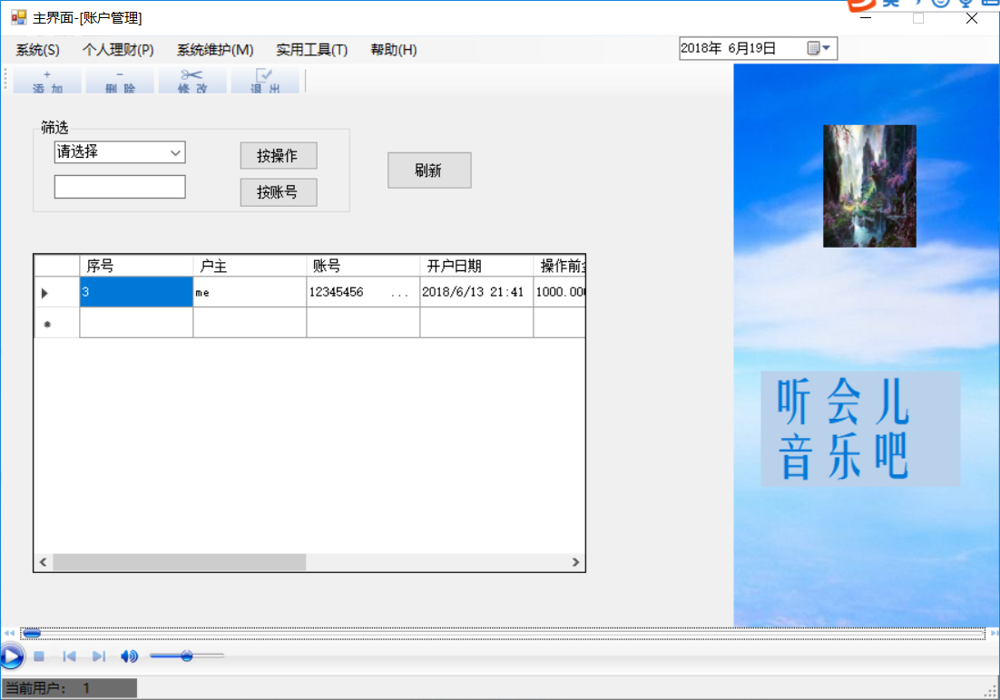 主界面-[账户管理]
系统(S) 个人理财(P) 系统维护(M) 实用工具(T) 帮助(H)
2018年 6月19日
添 加 删 除 修 改 退 出
筛选
请选择
按操作
按账号
刷新
序号 户主 账号 开户日期 操作前
3 me 12345456 ... 2018/6/13 21:41 1000.00
听会儿
音乐吧
当前用户： 1